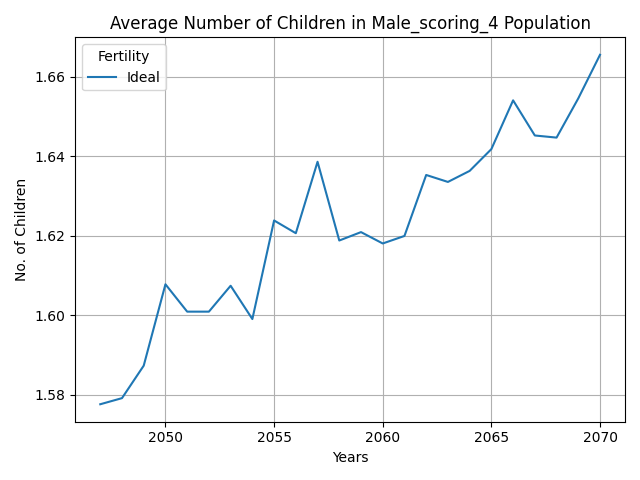 Average Number of Children in Male_scoring_4 Population
Fertility
Ideal
No. of Children
1.66
1.64
1.62
1.60
1.58
2050 2055 2060 2065 2070
Years